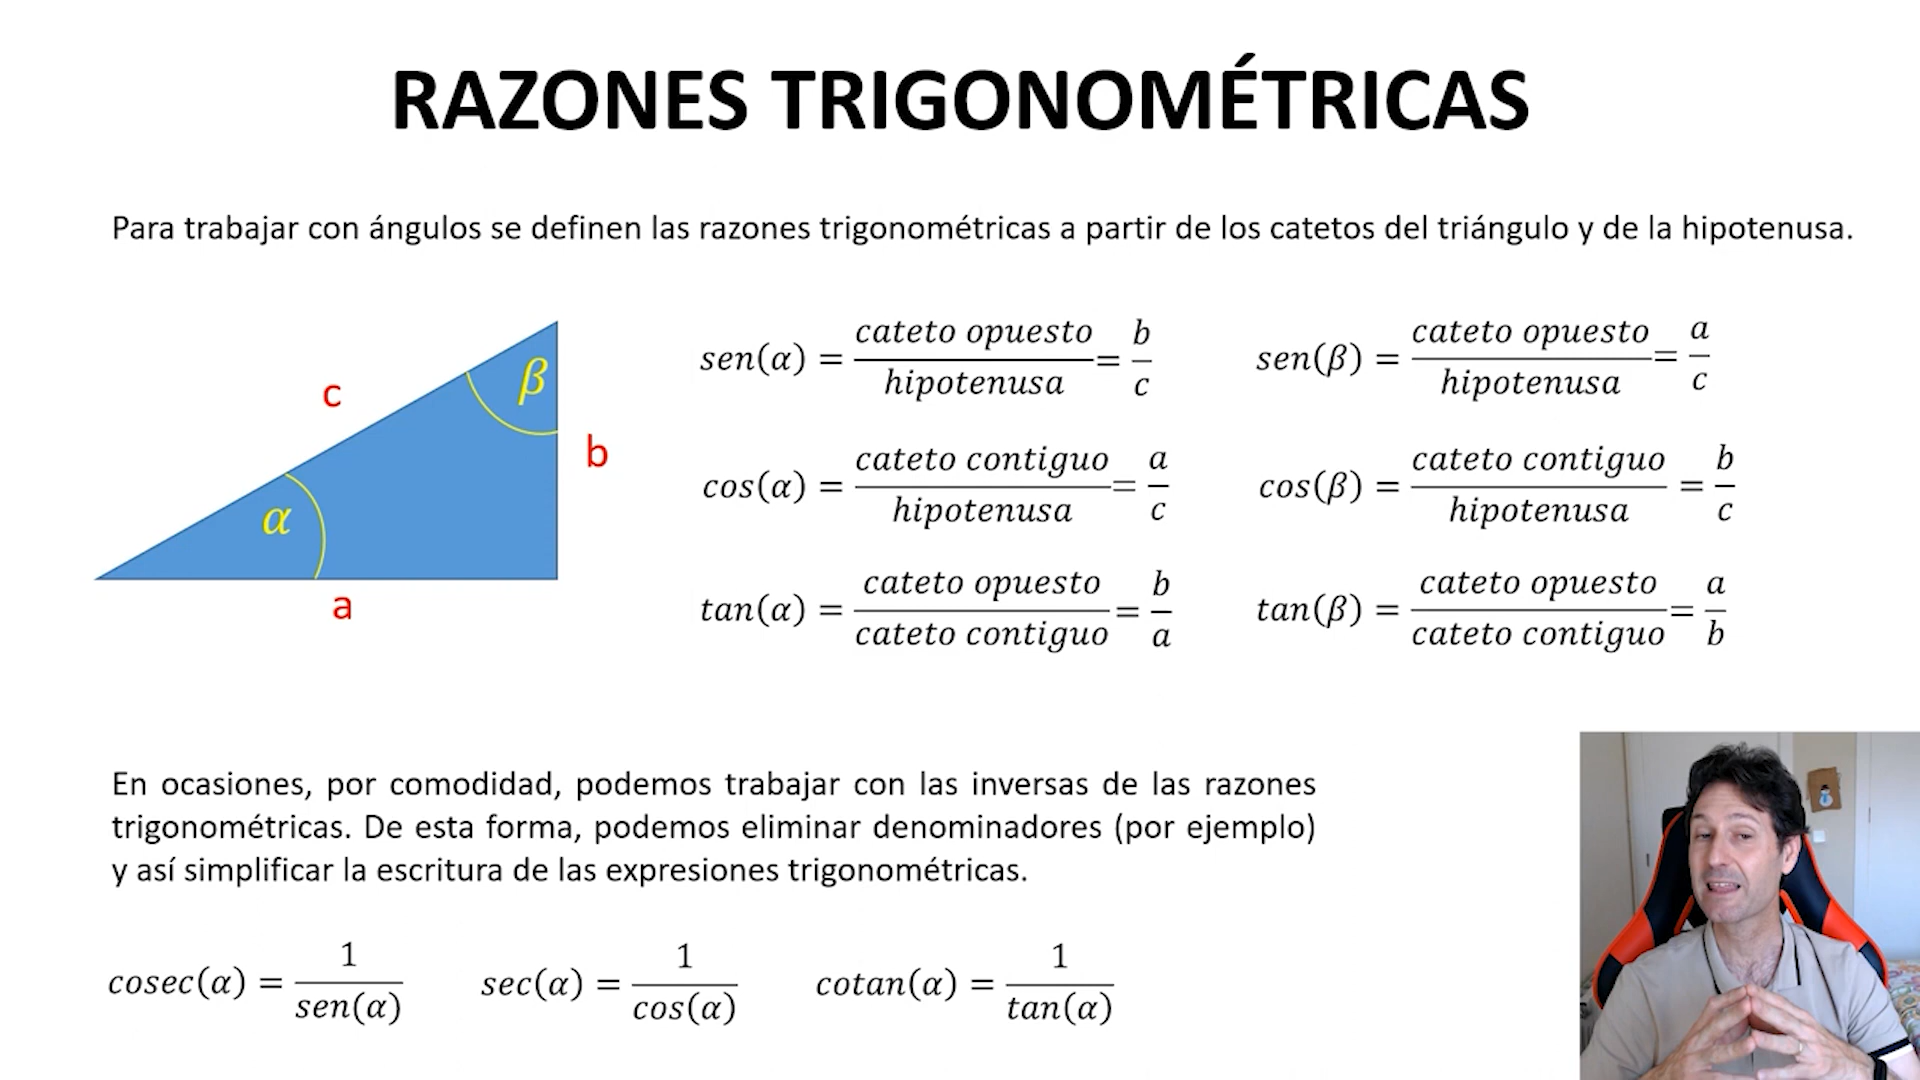 RAZONES TRIGONOMÉTRICAS
Para trabajar con ángulos se definen las razones trigonométricas a partir de los catetos del triángulo y de la hipotenusa.
c
β
b
α
a
sen(α) = cateto opuesto / hipotenusa = b / c
sen(β) = cateto opuesto / hipotenusa = a / c
cos(α) = cateto contiguo / hipotenusa = a / c
cos(β) = cateto contiguo / hipotenusa = b / c
tan(α) = cateto opuesto / cateto contiguo = b / a
tan(β) = cateto opuesto / cateto contiguo = a / b
En ocasiones, por comodidad, podemos trabajar con las inversas de las razones
trigonométricas. De esta forma, podemos eliminar denominadores (por ejemplo)
y así simplificar la escritura de las expresiones trigonométricas.
cosec(α) = 1 / sen(α)
sec(α) = 1 / cos(α)
cotan(α) = 1 / tan(α)